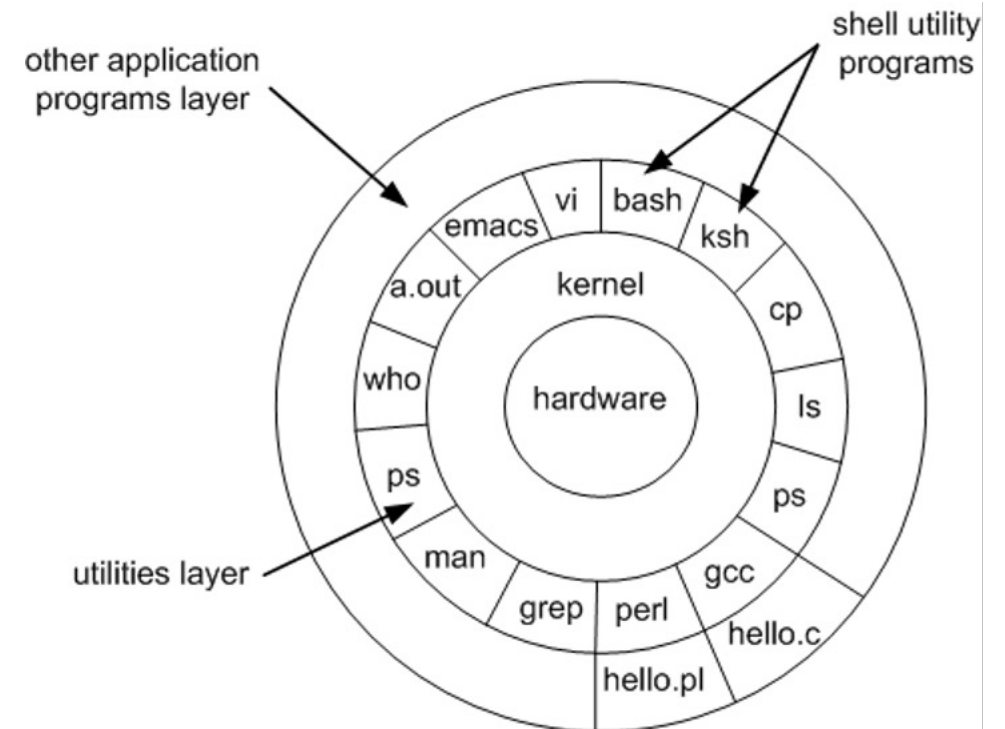 other application
programs layer
shell utility
programs
vi
bash
emacs
ksh
a.out
kernel
cp
who
hardware
ls
ps
ps
man
gcc
utilities layer
grep
perl
hello.c
hello.pl